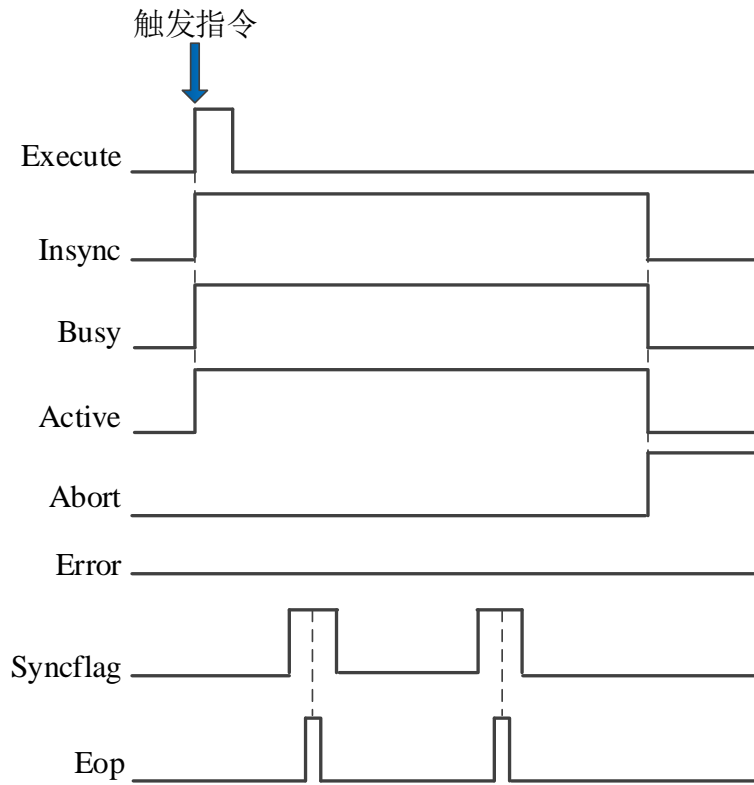 触发指令
Execute
Insync
Busy
Active
Abort
Error
Syncflag
Eop